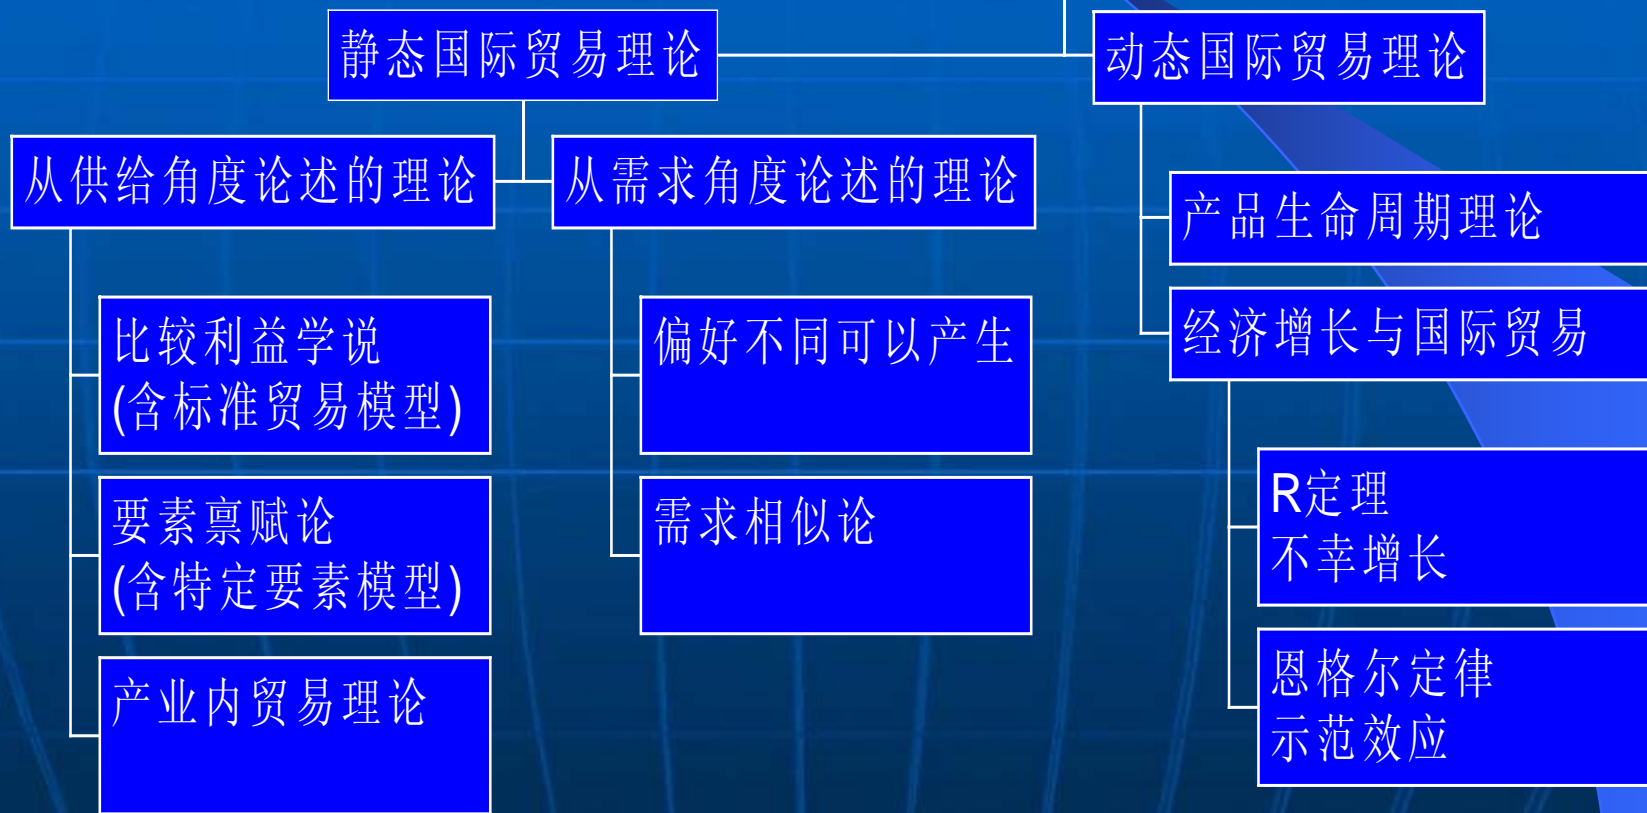 静态国际贸易理论
动态国际贸易理论
从供给角度论述的理论
从需求角度论述的理论
产品生命周期理论
比较利益学说
(含标准贸易模型)
偏好不同可以产生
经济增长与国际贸易
要素禀赋论
(含特定要素模型)
需求相似论
R定理
不幸增长
产业内贸易理论
恩格尔定律
示范效应